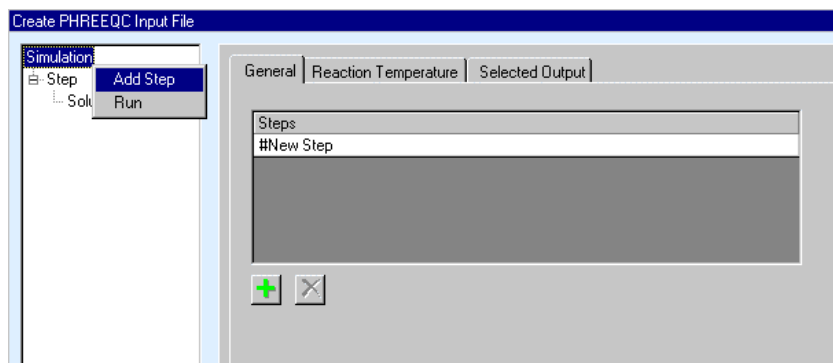 Create PHREEQC Input File
Simulation
Step
Add Step
Run
General
Reaction Temperature
Selected Output
Steps
#New Step